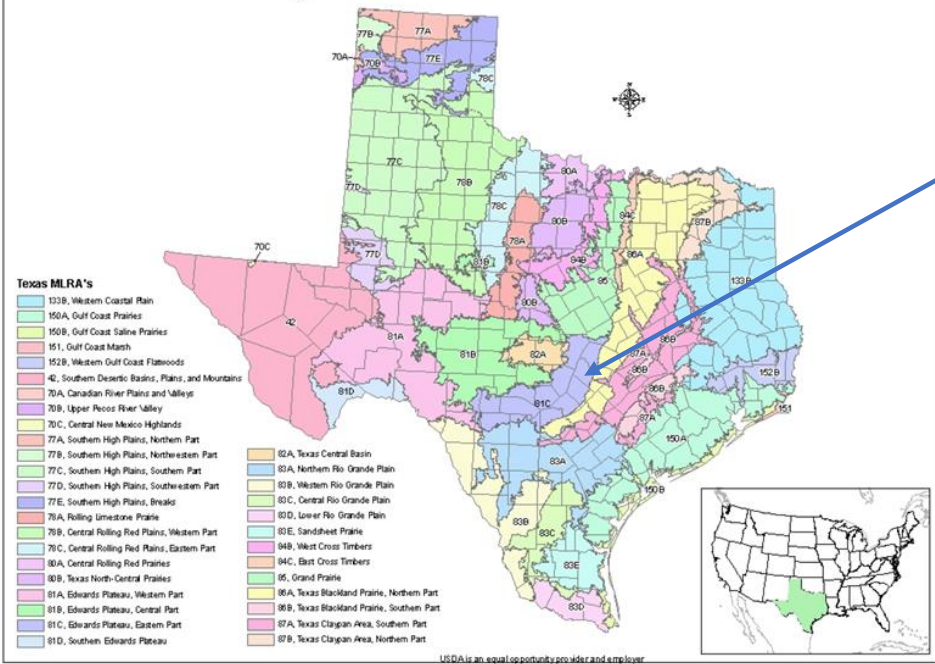 77B
77A
70A
70B
77E
78C
77C
78B
77D
80A
78C
80B
84C
87B
86A
78A
84B
70C
77D
81B
133B
85
80B
Texas MLRA's
133B, Western Coastal Plain
150A, Gulf Coast Prairies
150B, Gulf Coast Saline Prairies
151, Gulf Coast Marsh
152B, Western Gulf Coast Flatwoods
42, Southern Desertic Basins, Plains, and Mountains
70A, Canadian River Plains and Valleys
70B, Upper Pecos River Valley
70C, Central New Mexico Highlands
77A, Southern High Plains, Northern Part
77B, Southern High Plains, Northwestern Part
77C, Southern High Plains, Southern Part
77D, Southern High Plains, Southwestern Part
77E, Southern High Plains, Breaks
78A, Rolling Limestone Prairie
78B, Central Rolling Red Plains, Western Part
78C, Central Rolling Red Plains, Eastern Part
80A, Central Rolling Red Prairies
80B, Texas North-Central Prairies
81A, Edwards Plateau, Western Part
81B, Edwards Plateau, Central Part
81C, Edwards Plateau, Eastern Part
81D, Southern Edwards Plateau
42
81A
81B
82A
87A
86B
86B
86B
81D
81C
87A
152B
151
150A
83A
150B
83B
83C
83E
83D
82A, Texas Central Basin
83A, Northern Rio Grande Plain
83B, Western Rio Grande Plain
83C, Central Rio Grande Plain
83D, Lower Rio Grande Plain
83E, Sandsheet Prairie
84B, West Cross Timbers
84C, East Cross Timbers
85, Grand Prairie
86A, Texas Blackland Prairie, Northern Part
86B, Texas Blackland Prairie, Southern Part
87A, Texas Claypan Area, Southern Part
87B, Texas Claypan Area, Northern Part
USDA is an equal opportunity provider and employer